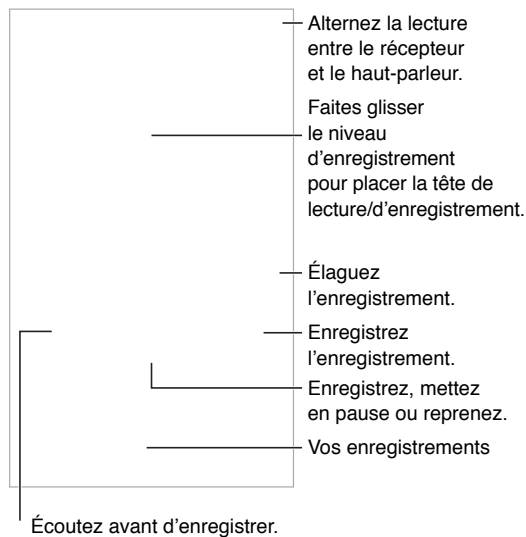 Alternez la lecture
entre le récepteur
et le haut-parleur.
Faites glisser
le niveau
d’enregistrement
pour placer la tête de
lecture/d’enregistrement.
Élaguez
l’enregistrement.
Enregistrez
l’enregistrement.
Enregistrez, mettez
en pause ou reprenez.
Vos enregistrements
Écoutez avant d’enregistrer.